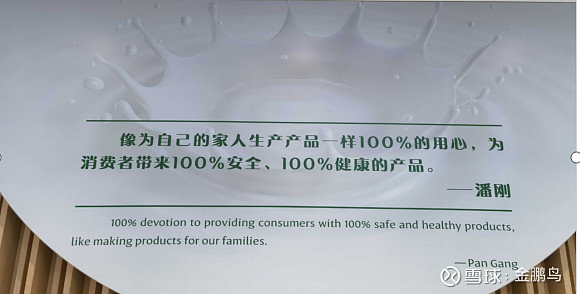 像为自己的家人生产产品一样100%的用心，为
消费者带来100%安全、100%健康的产品。
——潘刚
100% devotion to providing consumers with 100% safe and healthy products,
like making products for our families.
—Pan Gang
雪球：金鹏鸟